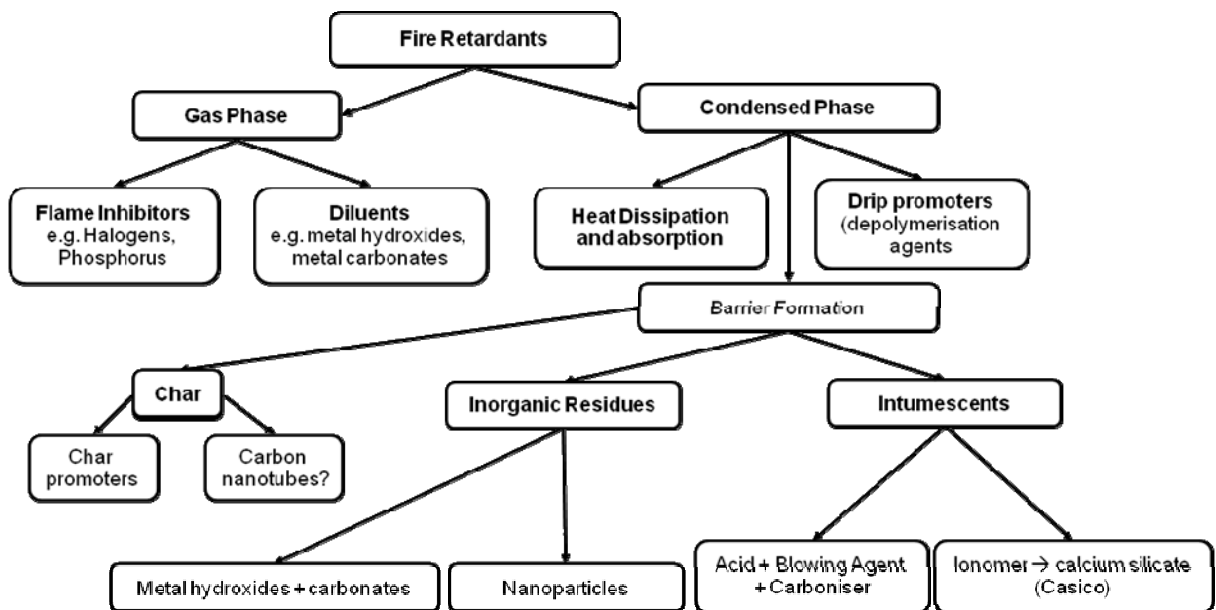 Fire Retardants
Gas Phase
Condensed Phase
Flame Inhibitors
e.g. Halogens,
Phosphorus
Diluents
e.g. metal hydroxides,
metal carbonates
Heat Dissipation
and absorption
Drip promoters
(depolymerisation
agents
Barrier Formation
Char
Inorganic Residues
Intumescents
Char
promoters
Carbon
nanotubes?
Metal hydroxides + carbonates
Nanoparticles
Acid + Blowing Agent
+ Carboniser
Ionomer → calcium silicate
(Casico)